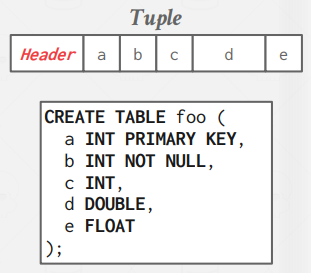 Tuple
Header a b c d e
CREATE TABLE foo (
a INT PRIMARY KEY,
b INT NOT NULL,
c INT,
d DOUBLE,
e FLOAT
);